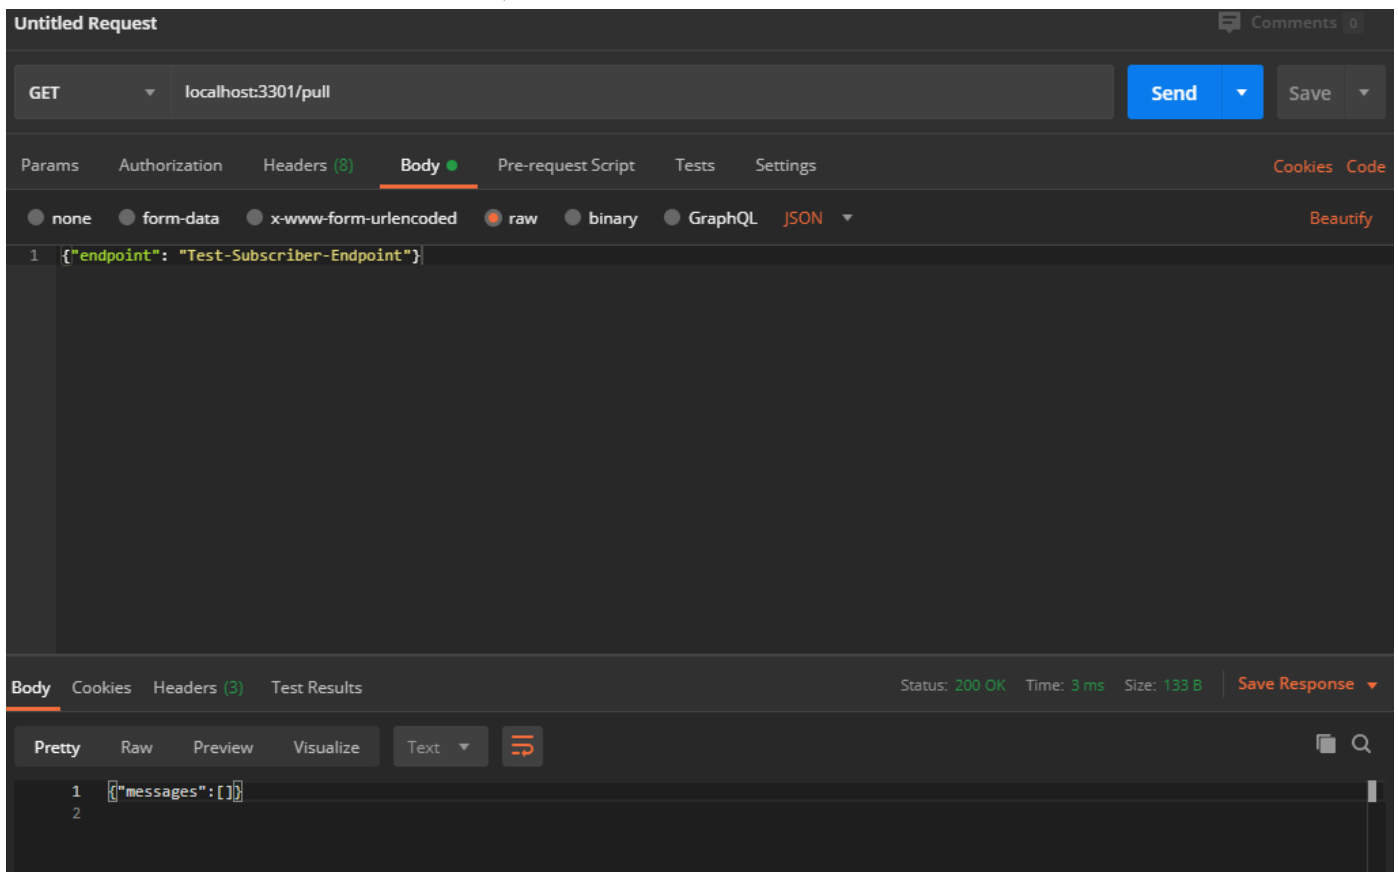 Untitled Request Comments 0
GET localhost:3301/pull Send Save
Params Authorization Headers (8) Body Pre-request Script Tests Settings Cookies Code
none form-data x-www-form-urlencoded raw binary GraphQL JSON Beautify
1 {"endpoint": "Test-Subscriber-Endpoint"}
Body Cookies Headers (3) Test Results Status: 200 OK Time: 3 ms Size: 133 B Save Response
Pretty Raw Preview Visualize Text
1 {"messages":[]}
2